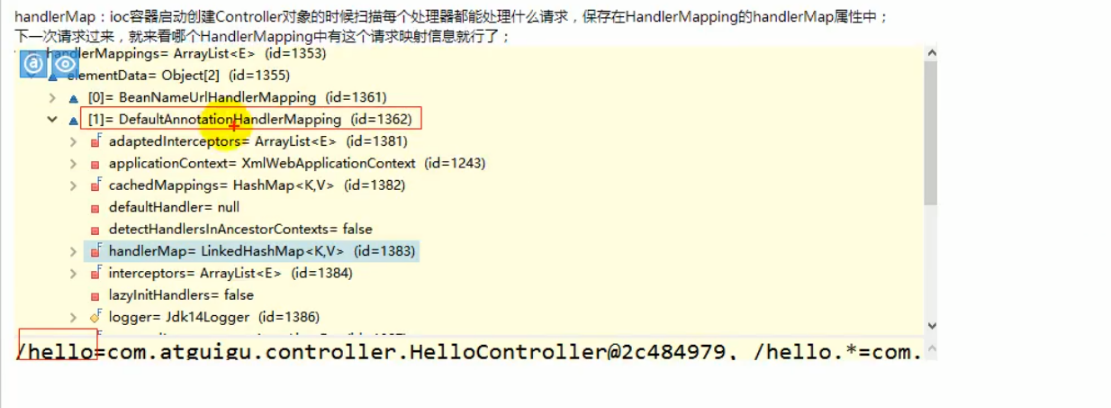 handlerMap：ioc容器启动创建Controller对象的时候扫描每个处理器都能处理什么请求，保存在HandlerMapping的handlerMap属性中；
下一次请求过来，就来看哪个HandlerMapping中有这个请求映射信息就行了；
handlerMappings= ArrayList<E> (id=1353)
elementData= Object[2] (id=1355)
[0]= BeanNameUrlHandlerMapping (id=1361)
[1]= DefaultAnnotationHandlerMapping (id=1362)
adaptedInterceptors= ArrayList<E> (id=1381)
applicationContext= XmlWebApplicationContext (id=1243)
cachedMappings= HashMap<K,V> (id=1382)
defaultHandler= null
detectHandlersInAncestorContexts= false
handlerMap= LinkedHashMap<K,V> (id=1383)
interceptors= ArrayList<E> (id=1384)
lazyInitHandlers= false
logger= Jdk14Logger (id=1386)
/hello=com.atguigu.controller.HelloController@2c484979, /hello.*=com.